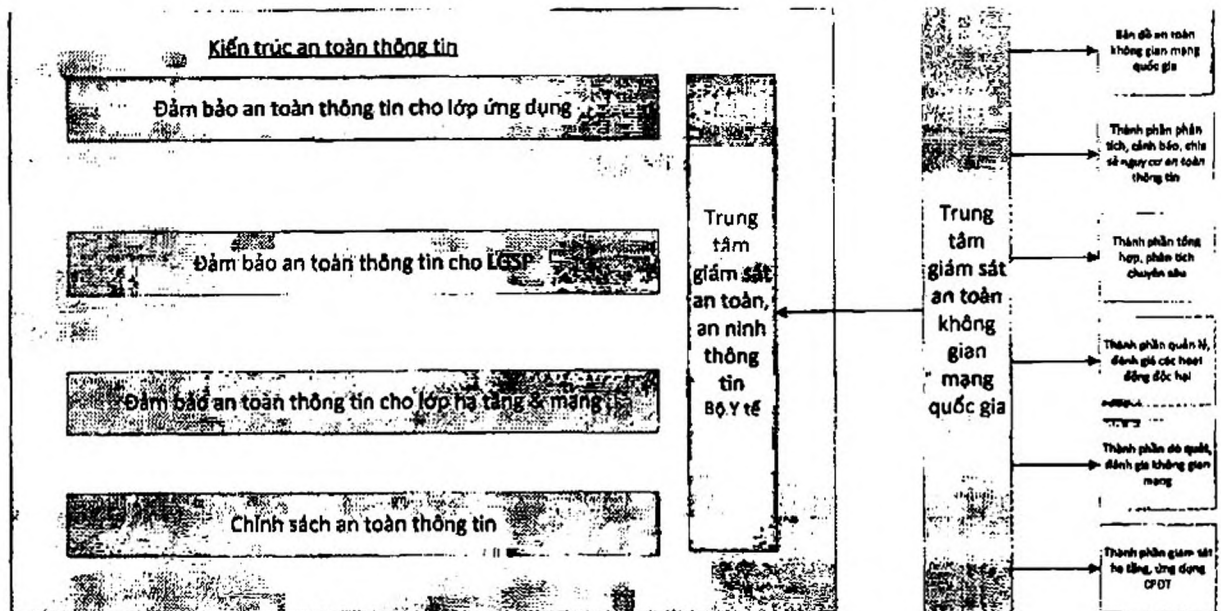 Kiến trúc an toàn thông tin
Đảm bảo an toàn thông tin cho lớp ứng dụng
Đảm bảo an toàn thông tin cho LGSP
Đảm bảo an toàn thông tin cho lớp hạ tầng & mạng
Chính sách an toàn thông tin
Trung
tâm
giám sát
an toàn,
an ninh
thông
tin
Bộ Y tế
Trung
tâm
giám sát
an toàn
không
gian
mạng
quốc gia
Bản đồ an toàn
không gian mạng
quốc gia
Thành phần phân
tích, cảnh báo, chia
sẻ nguy cơ an toàn
thông tin
Thành phần tổng
hợp, phân tích
chuyên sâu
Thành phần quản lý,
đánh giá các hoạt
động độc hại
Thành phần dò quét,
đánh giá không gian
mạng
Thành phần giám sát
hạ tầng, ứng dụng
CPĐT